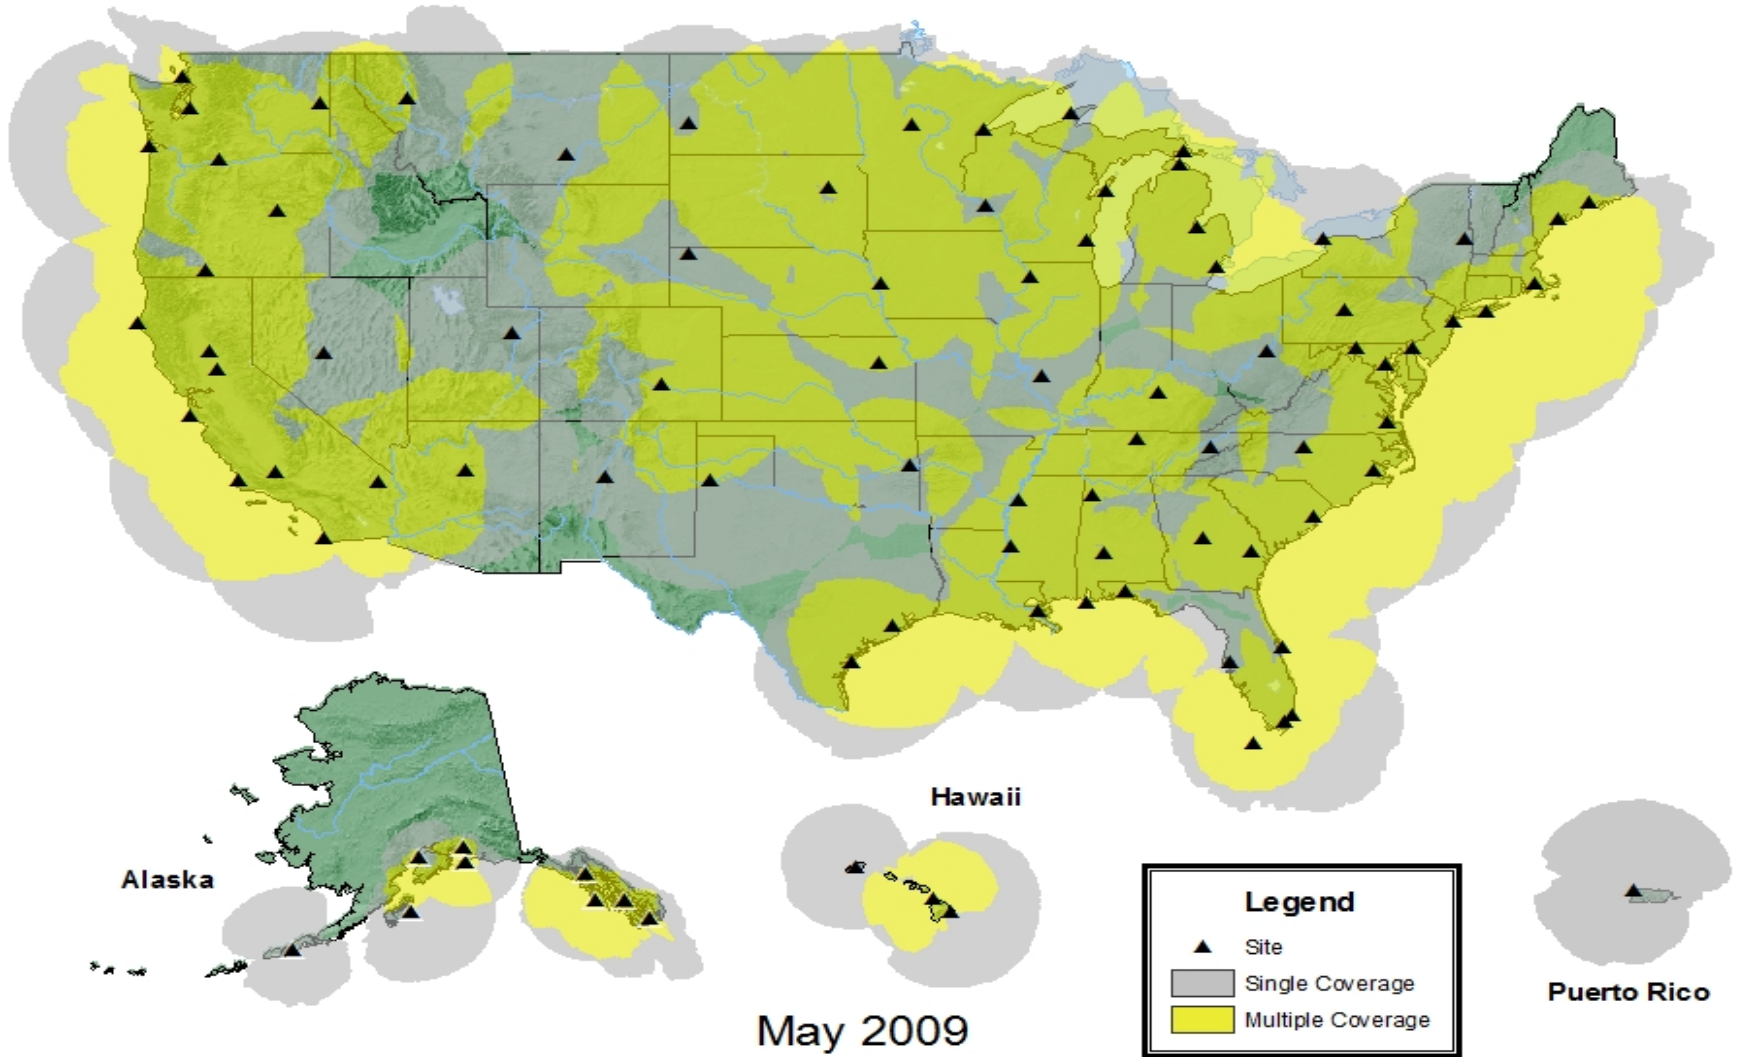 Hawaii
Alaska
Legend
Site
Single Coverage
Multiple Coverage
Puerto Rico
May 2009